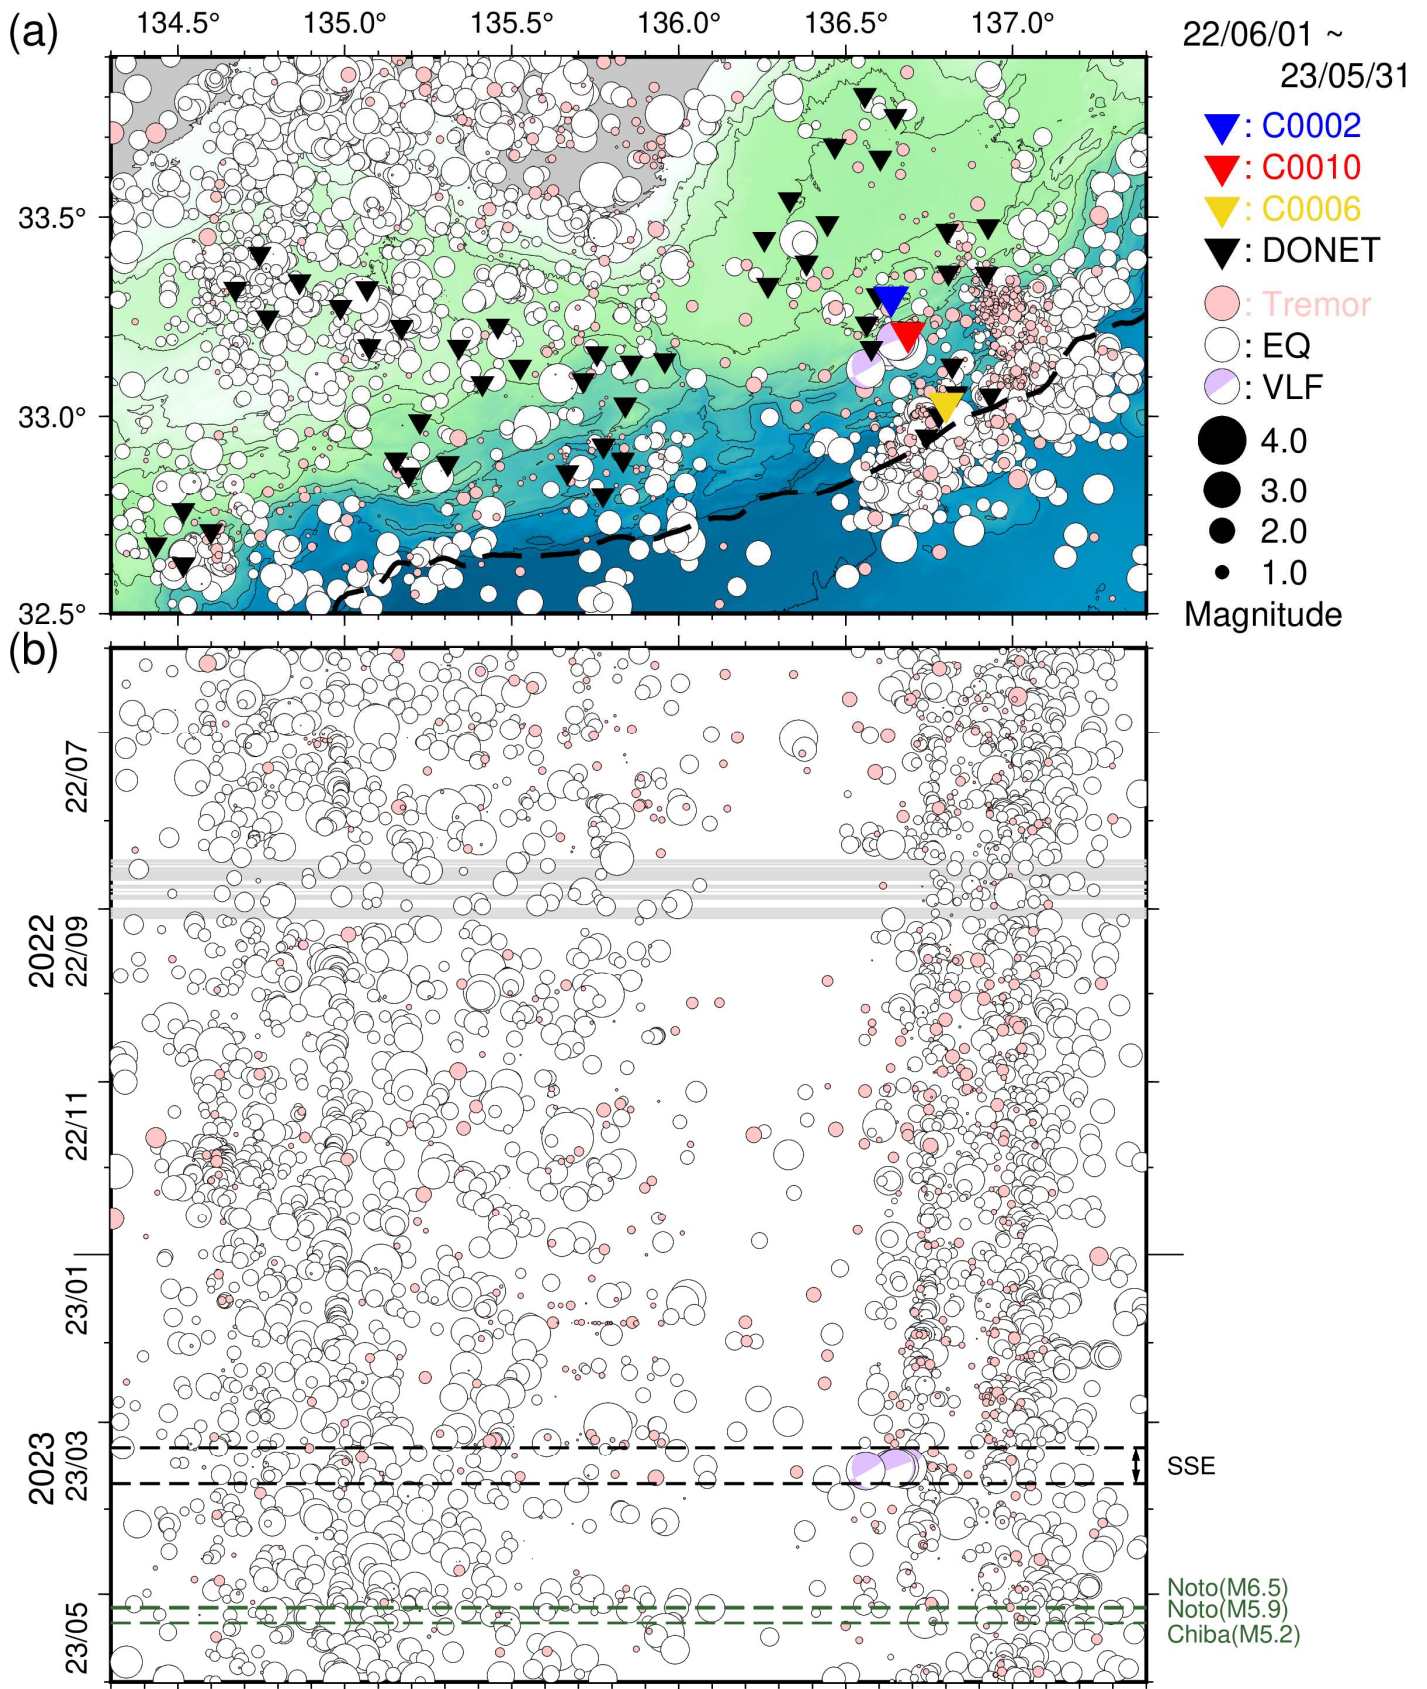 (a)
134.5° 135.0° 135.5° 136.0° 136.5° 137.0°
33.5°
33.0°
32.5°
22/06/01 ~
23/05/31
: C0002
: C0010
: C0006
: DONET
: Tremor
: EQ
: VLF
4.0
3.0
2.0
1.0
Magnitude
(b)
22/07
2022
22/09
22/11
23/01
2023
23/03
23/05
SSE
Noto(M6.5)
Noto(M5.9)
Chiba(M5.2)